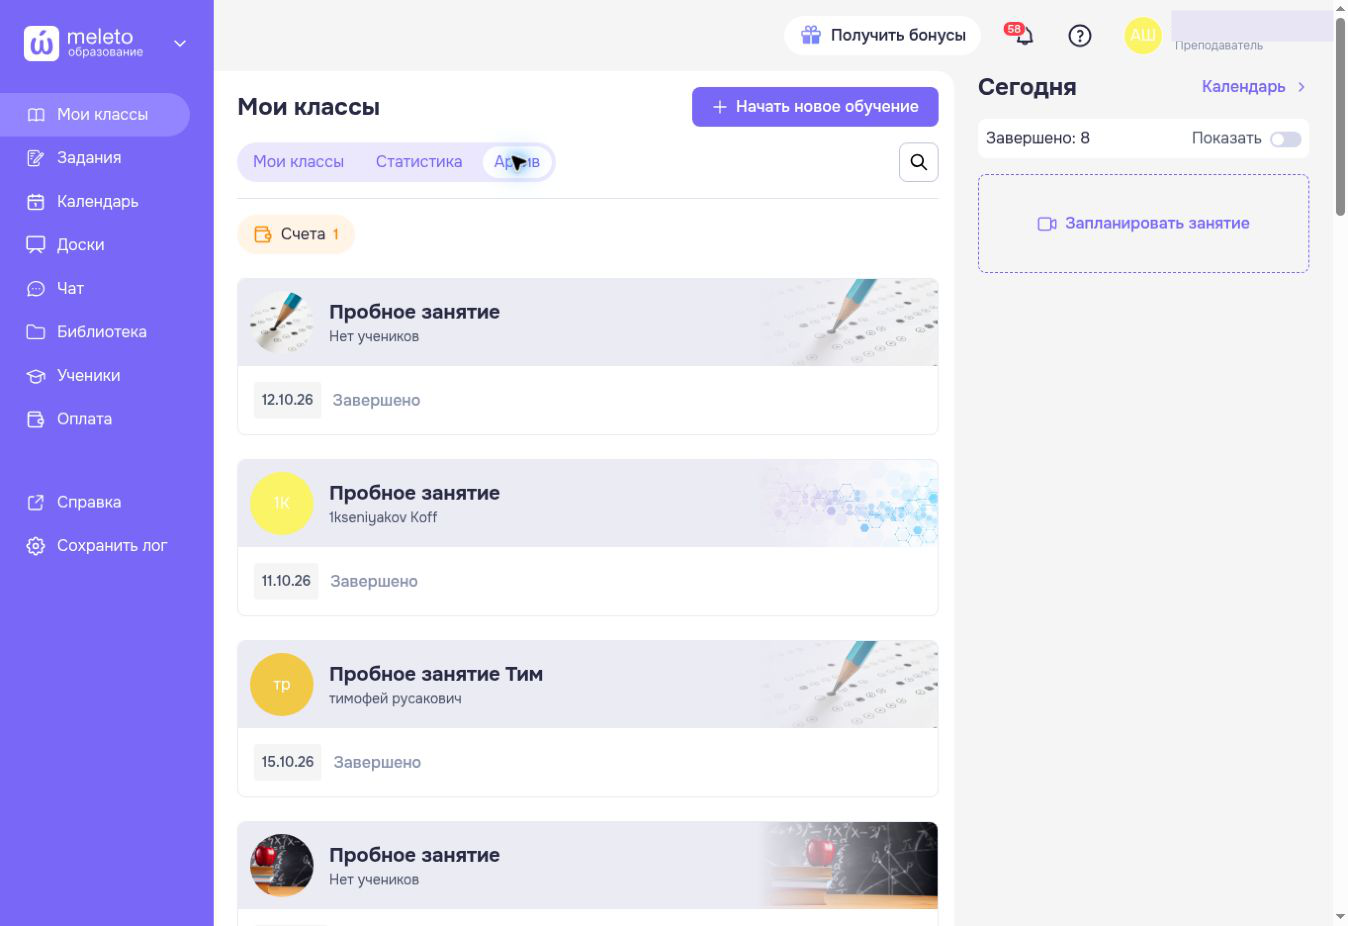 meleto
образование
Мои классы
Задания
Календарь
Доски
Чат
Библиотека
Ученики
Оплата
Справка
Сохранить лог
Получить бонусы
58
АШ
Преподаватель
Мои классы
Начать новое обучение
Мои классы
Статистика
Счета 1
Пробное занятие
Нет учеников
12.10.26
Завершено
1K
Пробное занятие
1kseniyakov Koff
11.10.26
Завершено
тр
Пробное занятие Тим
тимофей русакович
15.10.26
Завершено
Пробное занятие
Нет учеников
Сегодня
Календарь
Завершено: 8
Показать
Запланировать занятие